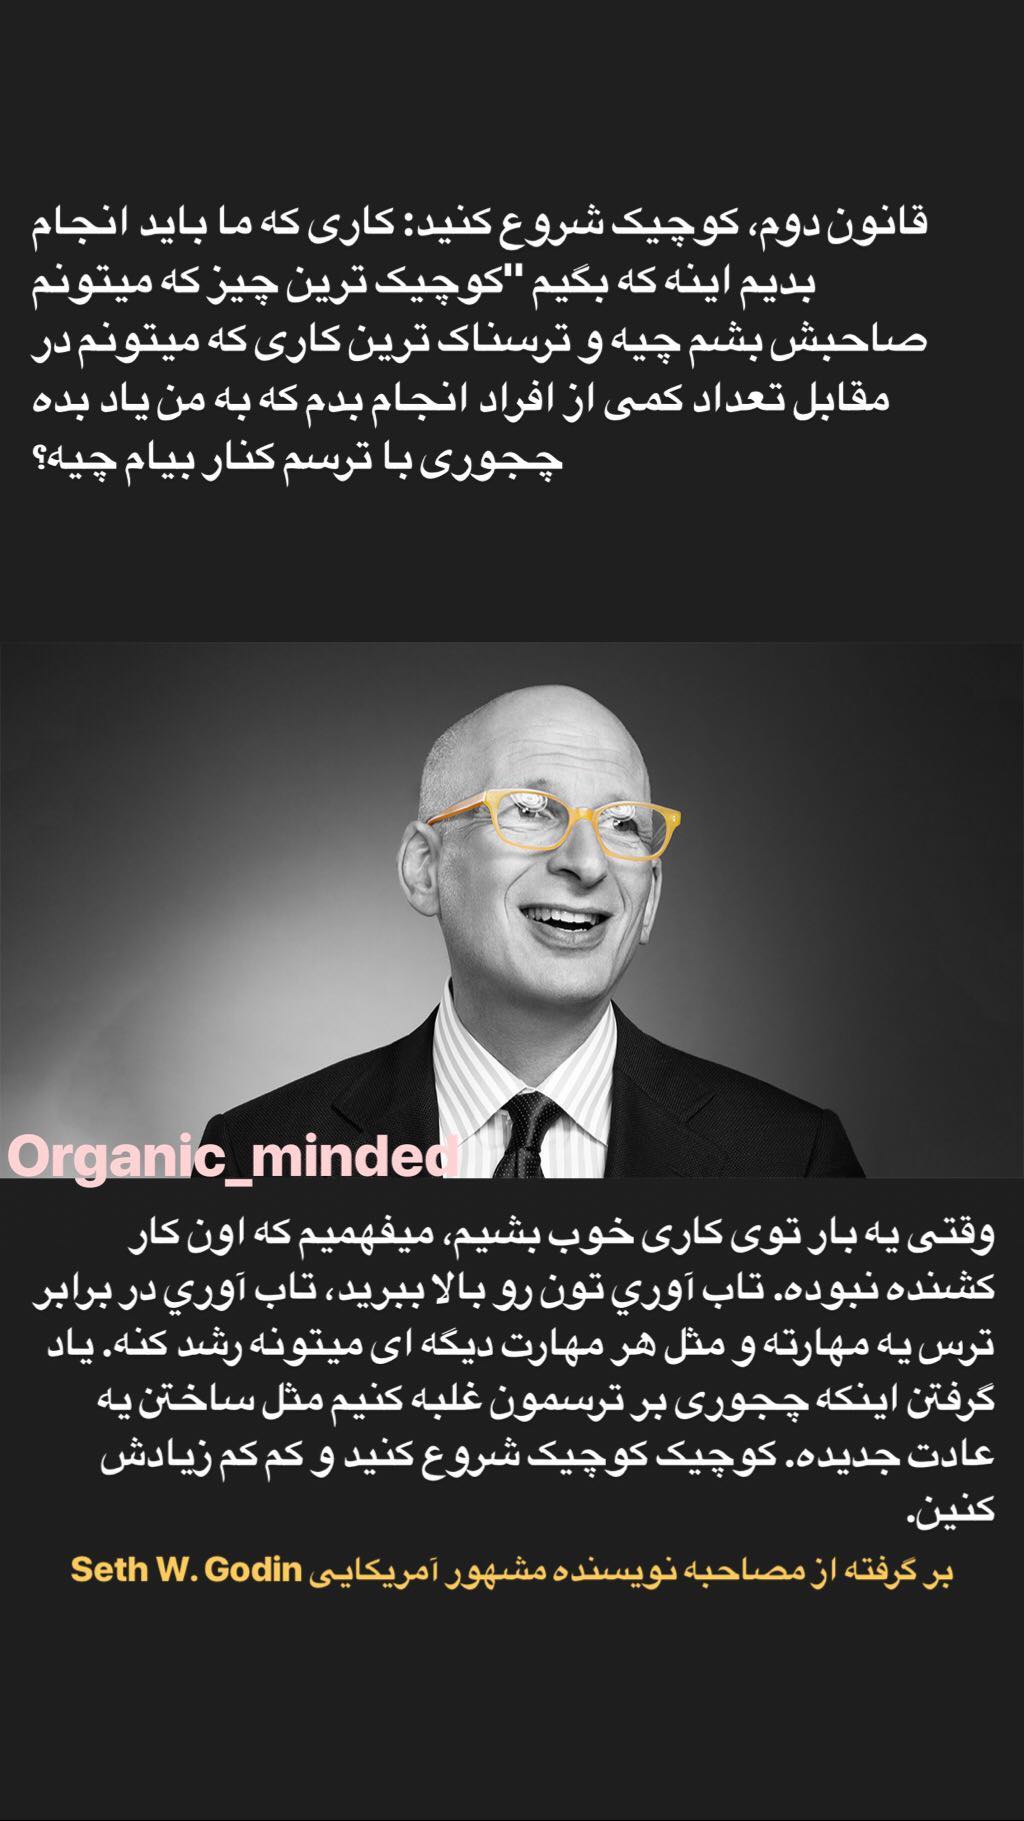 قانون دوم، کوچیک شروع کنید: کاری که ما باید انجام
بدیم اینه که بگیم "کوچیک ترین چیز که میتونم
صاحبش بشم چیه و ترسناک ترین کاری که میتونم در
مقابل تعداد کمی از افراد انجام بدم که به من یاد بده
چجوری با ترسم کنار بیام چیه؟
Organic_minded
وقتی یه بار توی کاری خوب بشیم، میفهمیم که اون کار
کشنده نبوده. تاب آوري تون رو بالا ببرید، تاب آوري در برابر
ترس یه مهارته و مثل هر مهارت دیگه ای میتونه رشد کنه. یاد
گرفتن اینکه چجوری بر ترسمون غلبه کنیم مثل ساختن یه
عادت جدیده. کوچیک کوچیک شروع کنید و کم کم زیادش
کنین.
بر گرفته از مصاحبه نویسنده مشهور آمریکایی Seth W. Godin